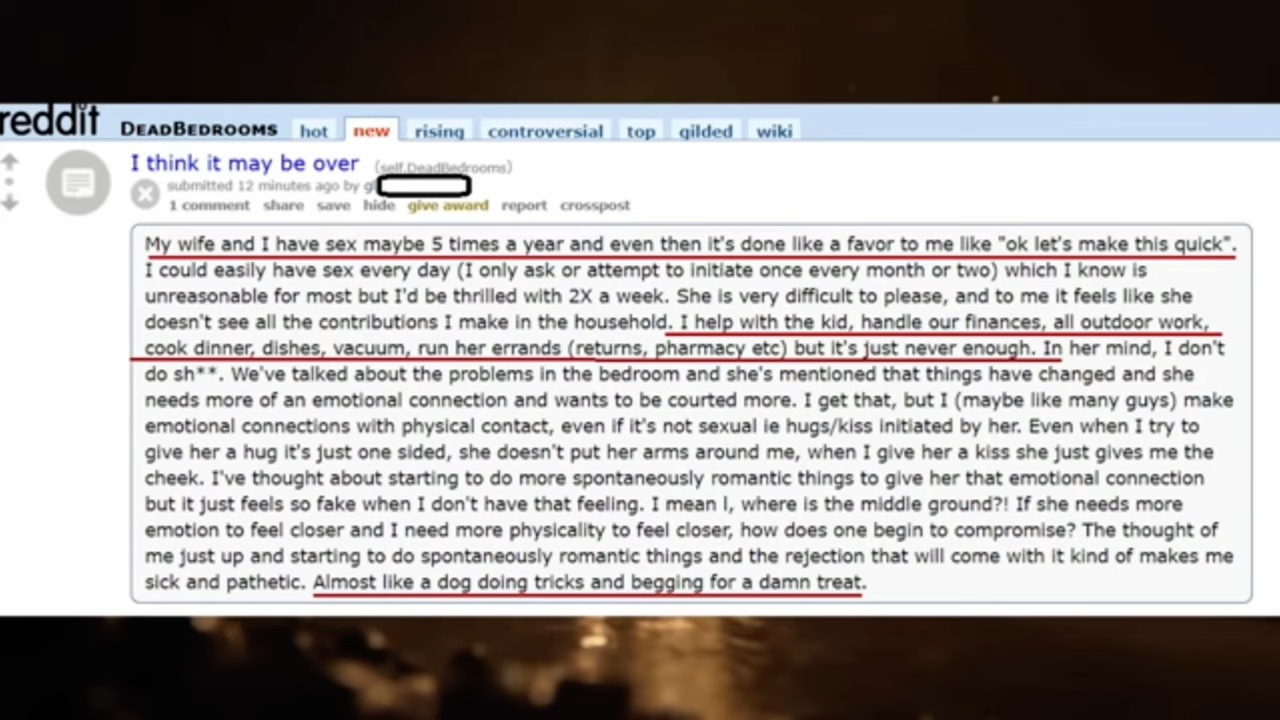 reddit DEADBEDROOMS hot new rising controversial top gilded wiki
I think it may be over (self.DeadBedrooms)
submitted 12 minutes ago by g
1 comment share save hide give award report crosspost
My wife and I have sex maybe 5 times a year and even then it's done like a favor to me like "ok let's make this quick".
I could easily have sex every day (I only ask or attempt to initiate once every month or two) which I know is
unreasonable for most but I'd be thrilled with 2X a week. She is very difficult to please, and to me it feels like she
doesn't see all the contributions I make in the household. I help with the kid, handle our finances, all outdoor work,
cook dinner, dishes, vacuum, run her errands (returns, pharmacy etc) but it's just never enough. In her mind, I don't
do sh**. We've talked about the problems in the bedroom and she's mentioned that things have changed and she
needs more of an emotional connection and wants to be courted more. I get that, but I (maybe like many guys) make
emotional connections with physical contact, even if it's not sexual ie hugs/kiss initiated by her. Even when I try to
give her a hug it's just one sided, she doesn't put her arms around me, when I give her a kiss she just gives me the
cheek. I've thought about starting to do more spontaneously romantic things to give her that emotional connection
but it just feels so fake when I don't have that feeling. I mean l, where is the middle ground?! If she needs more
emotion to feel closer and I need more physicality to feel closer, how does one begin to compromise? The thought of
me just up and starting to do spontaneously romantic things and the rejection that will come with it kind of makes me
sick and pathetic. Almost like a dog doing tricks and begging for a damn treat.